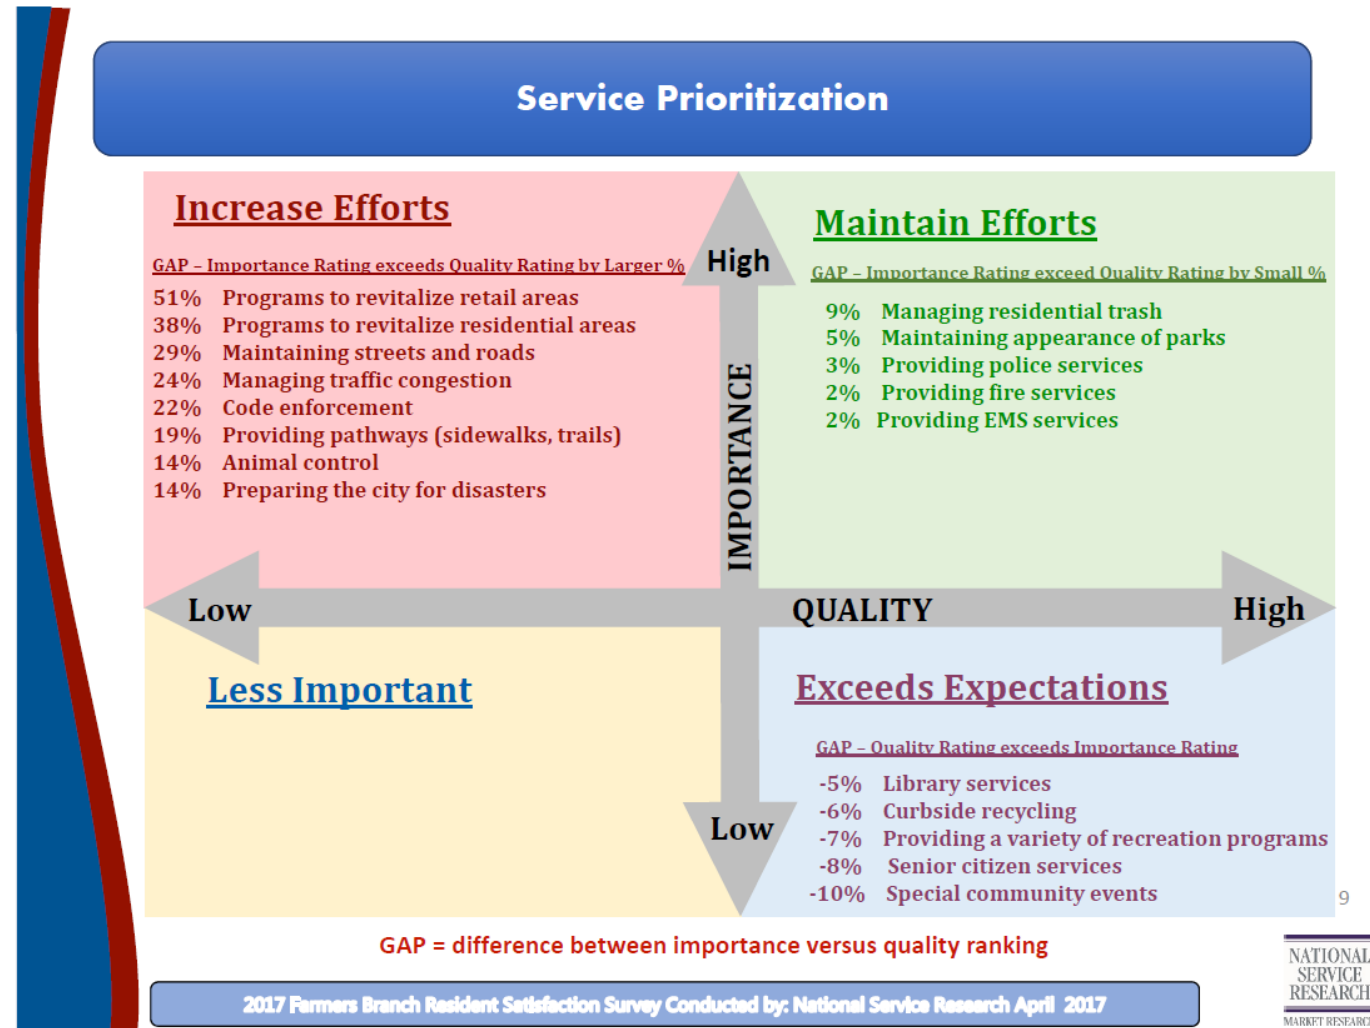 Service Prioritization
Increase Efforts
GAP – Importance Rating exceeds Quality Rating by Larger %
51% Programs to revitalize retail areas
38% Programs to revitalize residential areas
29% Maintaining streets and roads
24% Managing traffic congestion
22% Code enforcement
19% Providing pathways (sidewalks, trails)
14% Animal control
14% Preparing the city for disasters
High
IMPORTANCE
Maintain Efforts
GAP – Importance Rating exceed Quality Rating by Small %
9% Managing residential trash
5% Maintaining appearance of parks
3% Providing police services
2% Providing fire services
2% Providing EMS services
Low
QUALITY
High
Less Important
Exceeds Expectations
GAP – Quality Rating exceeds Importance Rating
-5% Library services
-6% Curbside recycling
-7% Providing a variety of recreation programs
-8% Senior citizen services
-10% Special community events
Low
9
GAP = difference between importance versus quality ranking
2017 Farmers Branch Resident Satisfaction Survey Conducted by: National Service Research April 2017
NATIONAL
SERVICE
RESEARCH
MARKET RESEARC